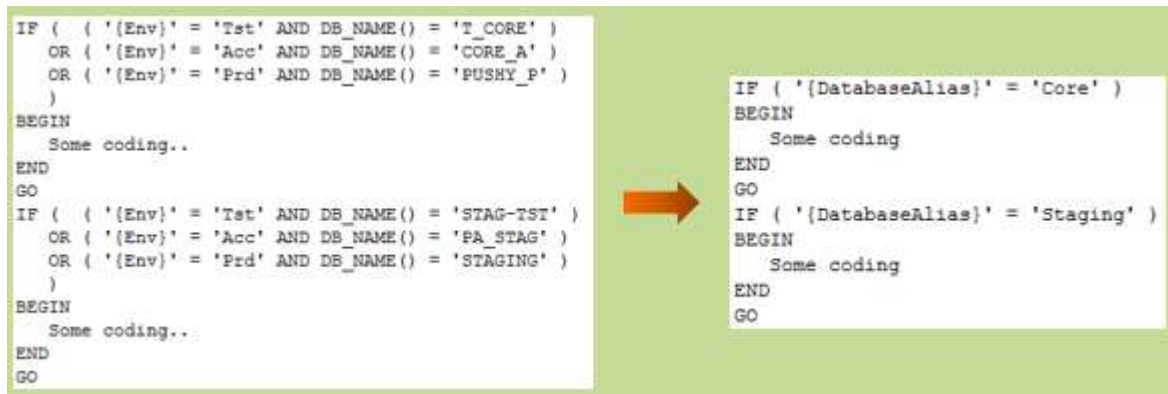 IF (  ( '{Env}' = 'Tst' AND DB_NAME() = 'T_CORE' )
   OR ( '{Env}' = 'Acc' AND DB_NAME() = 'CORE_A' )
   OR ( '{Env}' = 'Prd' AND DB_NAME() = 'PUSHY_P' )
   )
BEGIN
   Some coding..
END
GO
IF (  ( '{Env}' = 'Tst' AND DB_NAME() = 'STAG-TST' )
   OR ( '{Env}' = 'Acc' AND DB_NAME() = 'PA_STAG' )
   OR ( '{Env}' = 'Prd' AND DB_NAME() = 'STAGING' )
   )
BEGIN
   Some coding..
END
GO
IF ( '{DatabaseAlias}' = 'Core' )
BEGIN
   Some coding
END
GO
IF ( '{DatabaseAlias}' = 'Staging' )
BEGIN
   Some coding
END
GO